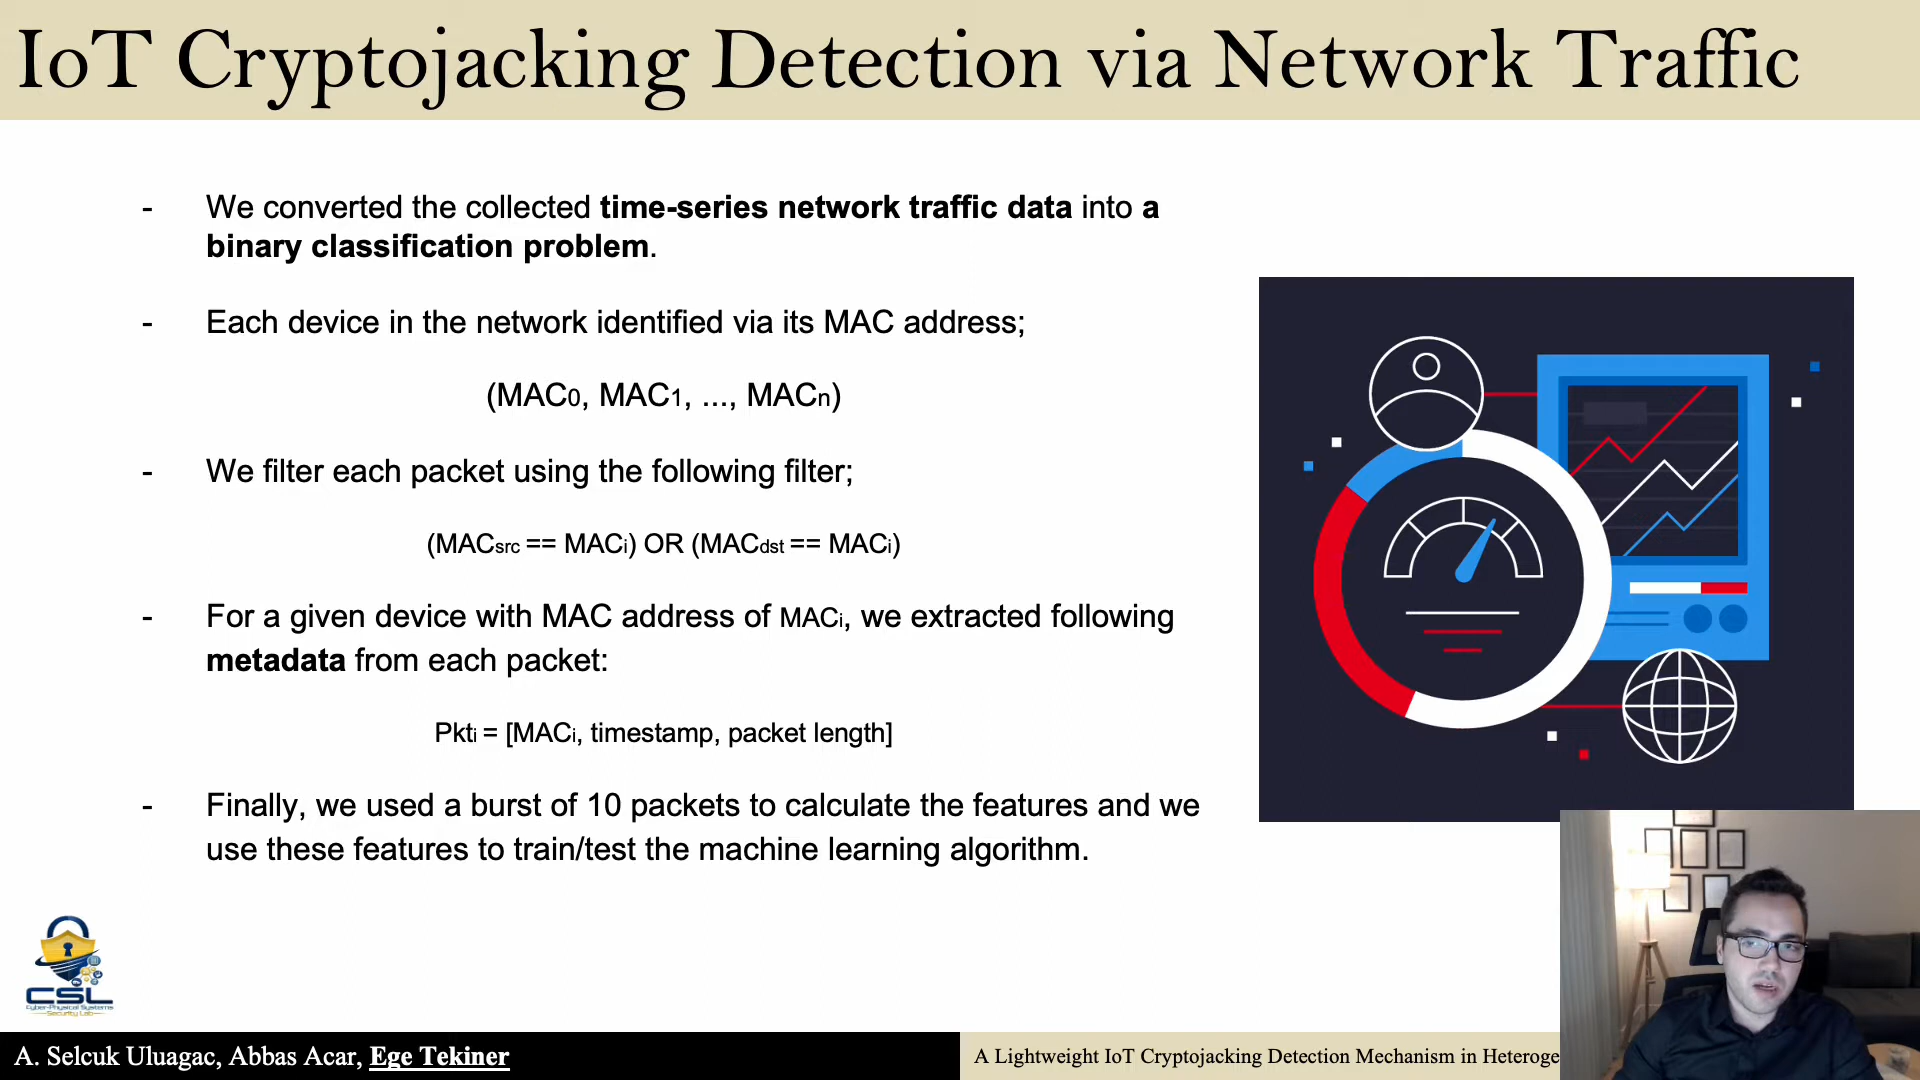 IoT Cryptojacking Detection via Network Traffic
- We converted the collected time-series network traffic data into a
binary classification problem.
- Each device in the network identified via its MAC address;
(MAC0, MAC1, ..., MACn)
- We filter each packet using the following filter;
(MACsrc == MACi) OR (MACdst == MACi)
- For a given device with MAC address of MACi, we extracted following
metadata from each packet:
Pkti = [MACi, timestamp, packet length]
- Finally, we used a burst of 10 packets to calculate the features and we
use these features to train/test the machine learning algorithm.
CSL
Cyber-Physical Systems
Security Lab
A. Selcuk Uluagac, Abbas Acar, Ege Tekiner
A Lightweight IoT Cryptojacking Detection Mechanism in Heteroge